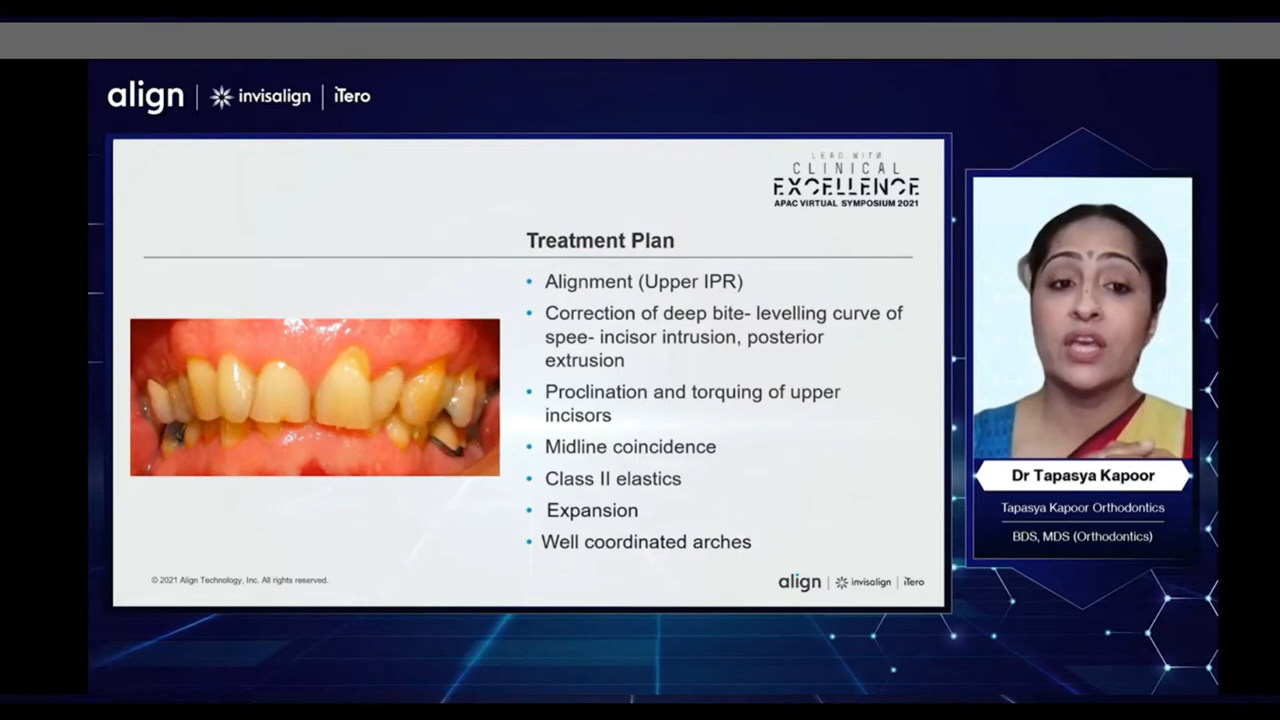 align | invisalign | iTero
LEAD WITH
CLINICAL
EXCELLENCE
APAC VIRTUAL SYMPOSIUM 2021
Treatment Plan
• Alignment (Upper IPR)
• Correction of deep bite- levelling curve of
spee- incisor intrusion, posterior
extrusion
• Proclination and torquing of upper
incisors
• Midline coincidence
• Class II elastics
• Expansion
• Well coordinated arches
© 2021 Align Technology, Inc. All rights reserved.
align | invisalign | iTero
Dr Tapasya Kapoor
Tapasya Kapoor Orthodontics
BDS, MDS (Orthodontics)